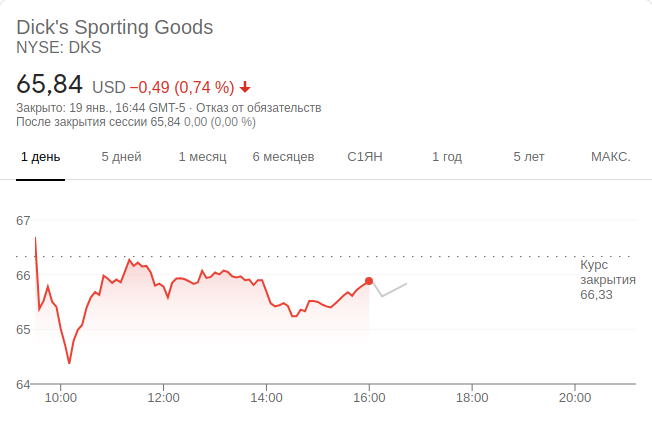 Dick's Sporting Goods
NYSE: DKS
65,84 USD −0,49 (0,74 %)
Закрыто: 19 янв., 16:44 GMT-5 · Отказ от обязательств
После закрытия сессии 65,84 0,00 (0,00 %)
1 день 5 дней 1 месяц 6 месяцев С1ЯН 1 год 5 лет МАКС.
67
66
65
64
Курс
закрытия
66,33
10:00 12:00 14:00 16:00 18:00 20:00